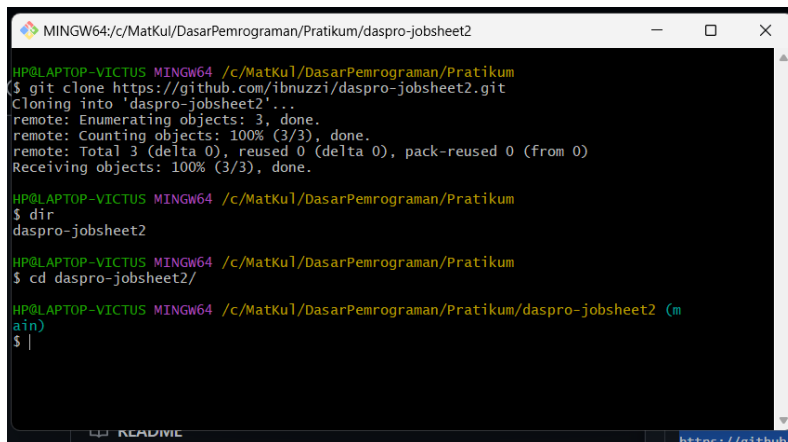 MINGW64:/c/MatKul/DasarPemrograman/Pratikum/daspro-jobsheet2
HP@LAPTOP-VICTUS MINGW64 /c/MatKul/DasarPemrograman/Pratikum
$ git clone https://github.com/ibnuzzi/daspro-jobsheet2.git
Cloning into 'daspro-jobsheet2'...
remote: Enumerating objects: 3, done.
remote: Counting objects: 100% (3/3), done.
remote: Total 3 (delta 0), reused 0 (delta 0), pack-reused 0 (from 0)
Receiving objects: 100% (3/3), done.
HP@LAPTOP-VICTUS MINGW64 /c/MatKul/DasarPemrograman/Pratikum
$ dir
daspro-jobsheet2
HP@LAPTOP-VICTUS MINGW64 /c/MatKul/DasarPemrograman/Pratikum
$ cd daspro-jobsheet2/
HP@LAPTOP-VICTUS MINGW64 /c/MatKul/DasarPemrograman/Pratikum/daspro-jobsheet2 (m
ain)
$
README
https://github